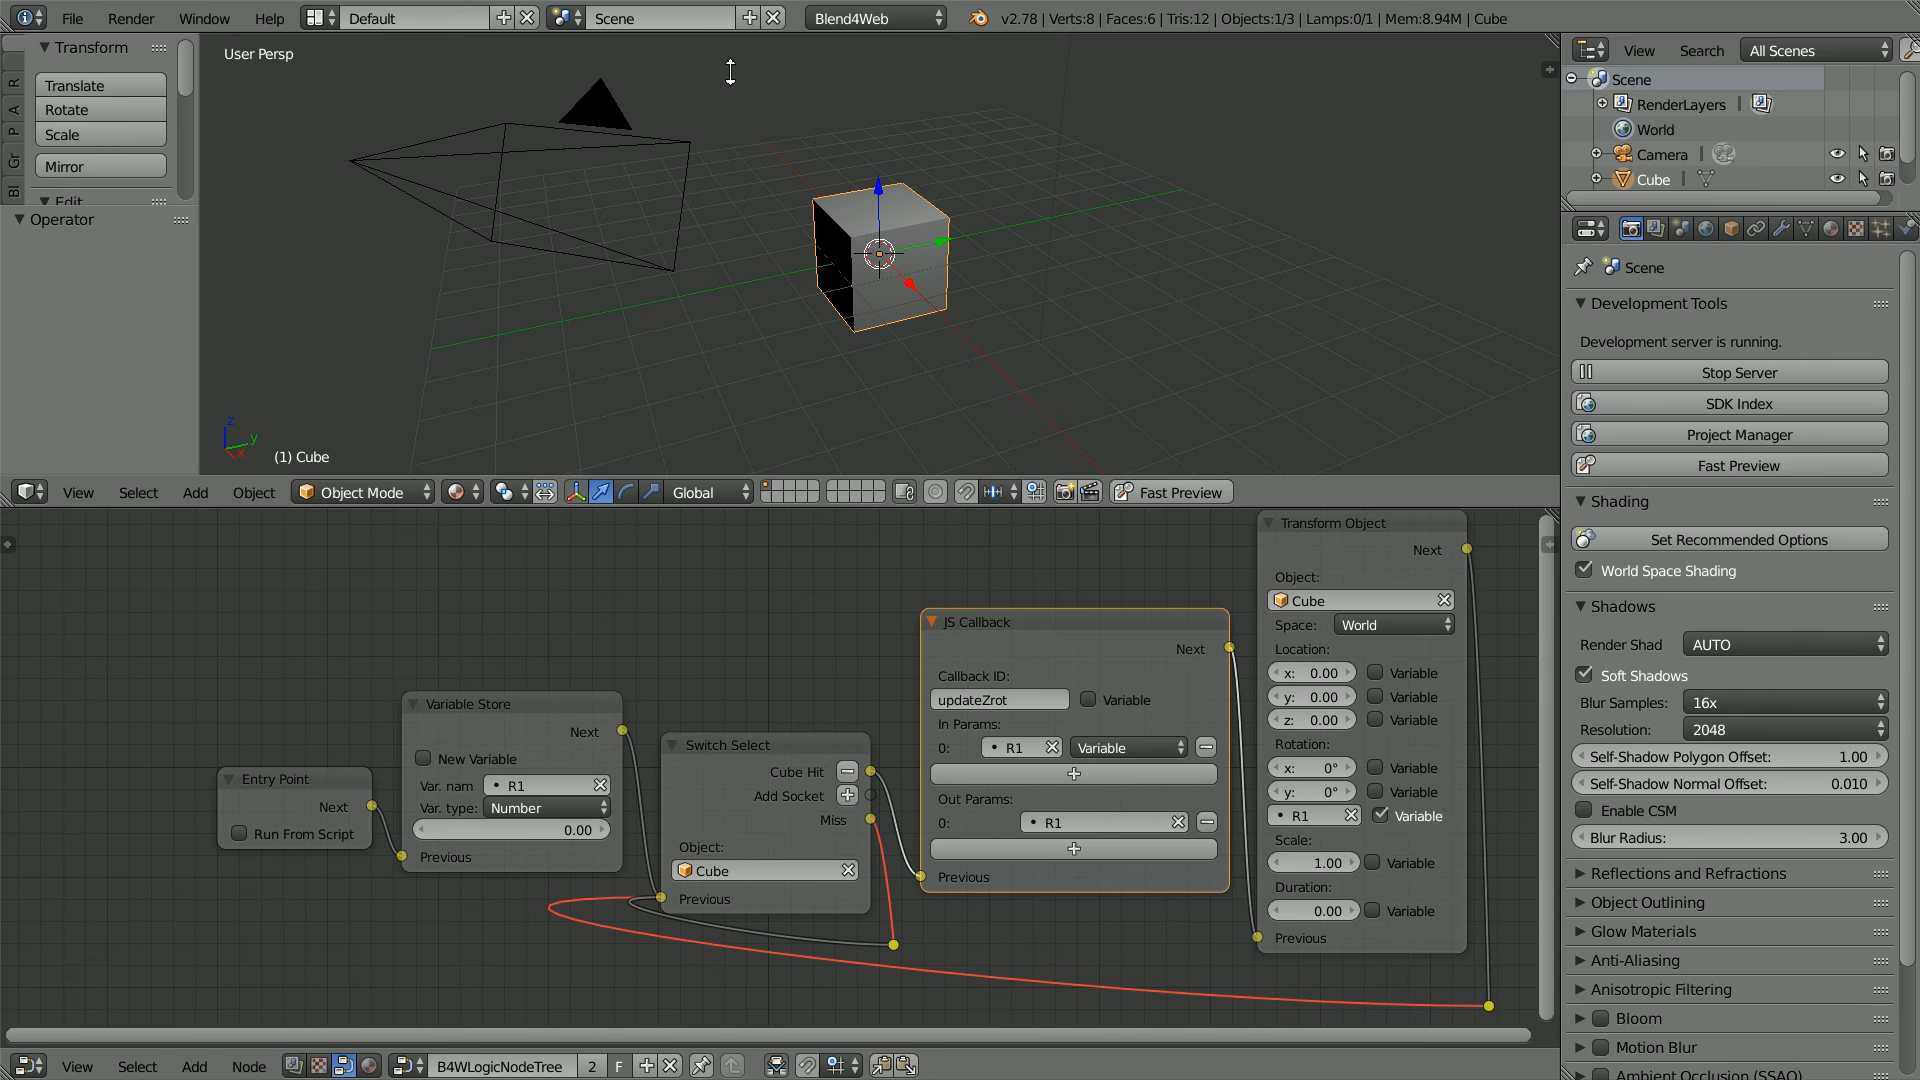 File Render Window Help Default Scene Blend4Web v2.78 | Verts:8 | Faces:6 | Tris:12 | Objects:1/3 | Lamps:0/1 | Mem:8.94M | Cube
Transform
Translate
Rotate
Scale
Mirror
Edit
Operator
R
A
P
Gr
Bl
User Persp
z
y
x
(1) Cube
View Search All Scenes
Scene
RenderLayers
World
Camera
Cube
Scene
Development Tools
Development server is running.
Stop Server
SDK Index
Project Manager
Fast Preview
Shading
Set Recommended Options
World Space Shading
Shadows
Render Shad AUTO
Soft Shadows
Blur Samples: 16x
Resolution: 2048
Self-Shadow Polygon Offset: 1.00
Self-Shadow Normal Offset: 0.010
Enable CSM
Blur Radius: 3.00
Reflections and Refractions
Object Outlining
Glow Materials
Anti-Aliasing
Anisotropic Filtering
Bloom
Motion Blur
Ambient Occlusion (SSAO)
View Select Add Object Object Mode Global Fast Preview
Entry Point
Next
Run From Script
Variable Store
Next
New Variable
Var. nam R1
Var. type: Number
0.00
Previous
Switch Select
Cube Hit
Add Socket
Miss
Object:
Cube
Previous
JS Callback
Next
Callback ID:
updateZrot Variable
In Params:
0: R1 Variable
Out Params:
0: R1
Previous
Transform Object
Next
Object:
Cube
Space: World
Location:
x: 0.00 Variable
y: 0.00 Variable
z: 0.00 Variable
Rotation:
x: 0° Variable
y: 0° Variable
R1 Variable
Scale:
1.00 Variable
Duration:
0.00 Variable
Previous
View Select Add Node B4WLogicNodeTree 2 F